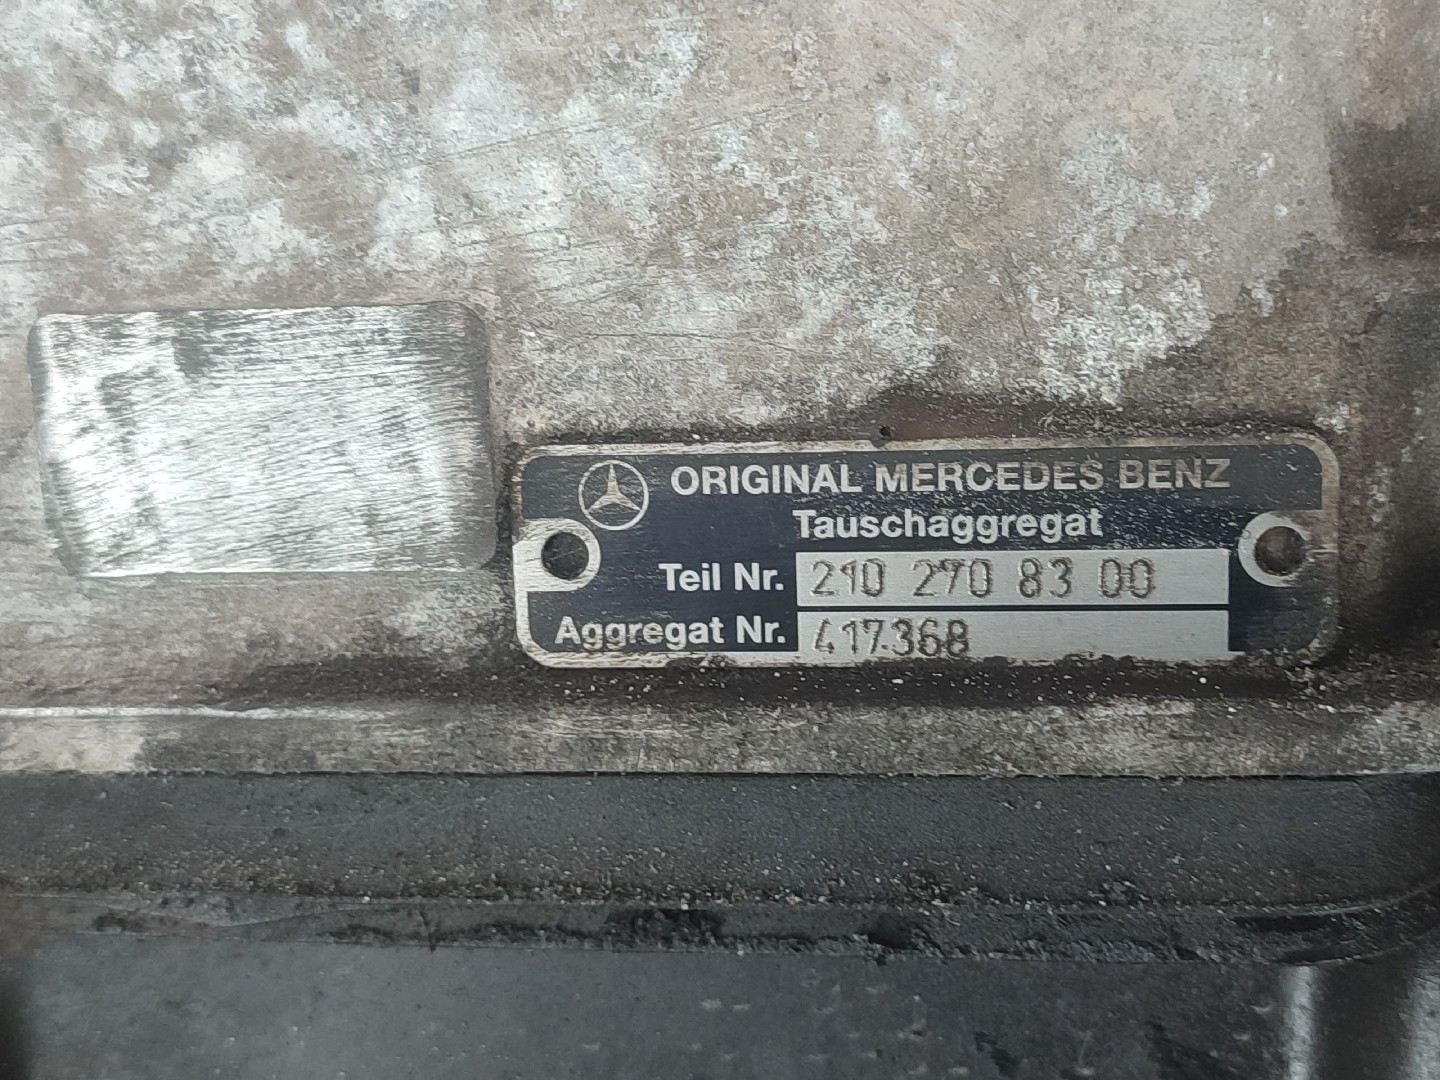 ORIGINAL MERCEDES BENZ
Tauschaggregat
Teil Nr. 210 270 83 00
Aggregat Nr. 417368